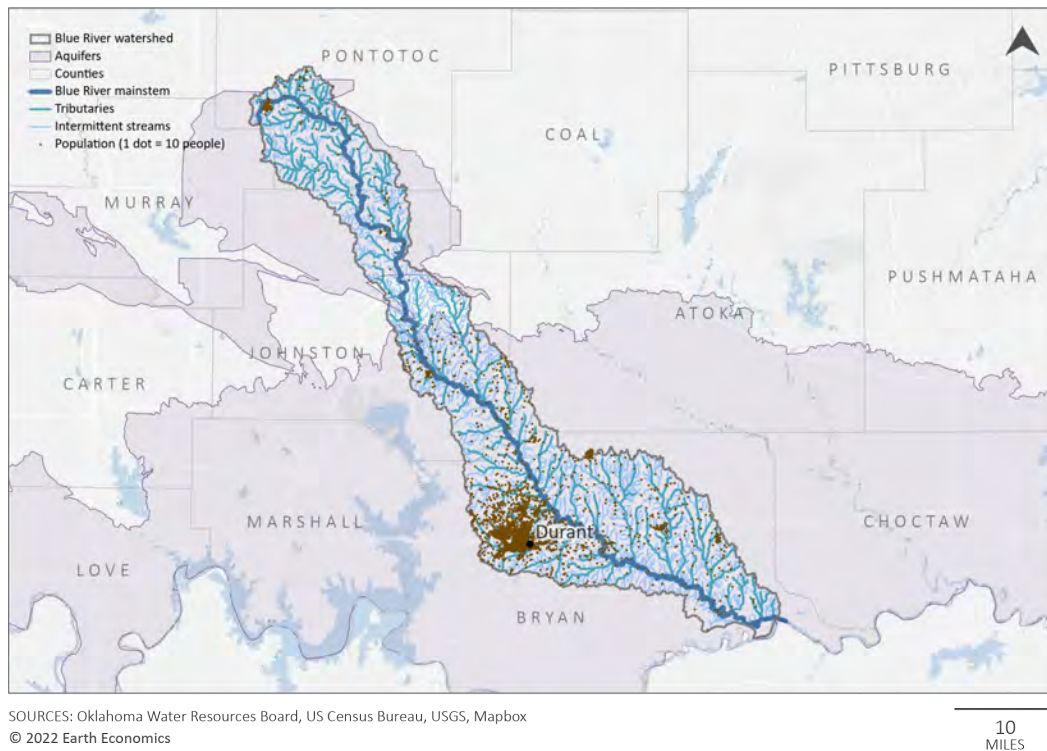 Blue River watershed
Aquifers
Counties
Blue River mainstem
Tributaries
Intermittent streams
Population (1 dot = 10 people)
PONTOTOC
PITTSBURG
COAL
MURRAY
PUSHMATAHA
ATOKA
JOHNSTON
CARTER
MARSHALL
Durant
CHOCTAW
LOVE
BRYAN
SOURCES: Oklahoma Water Resources Board, US Census Bureau, USGS, Mapbox
© 2022 Earth Economics
10
MILES